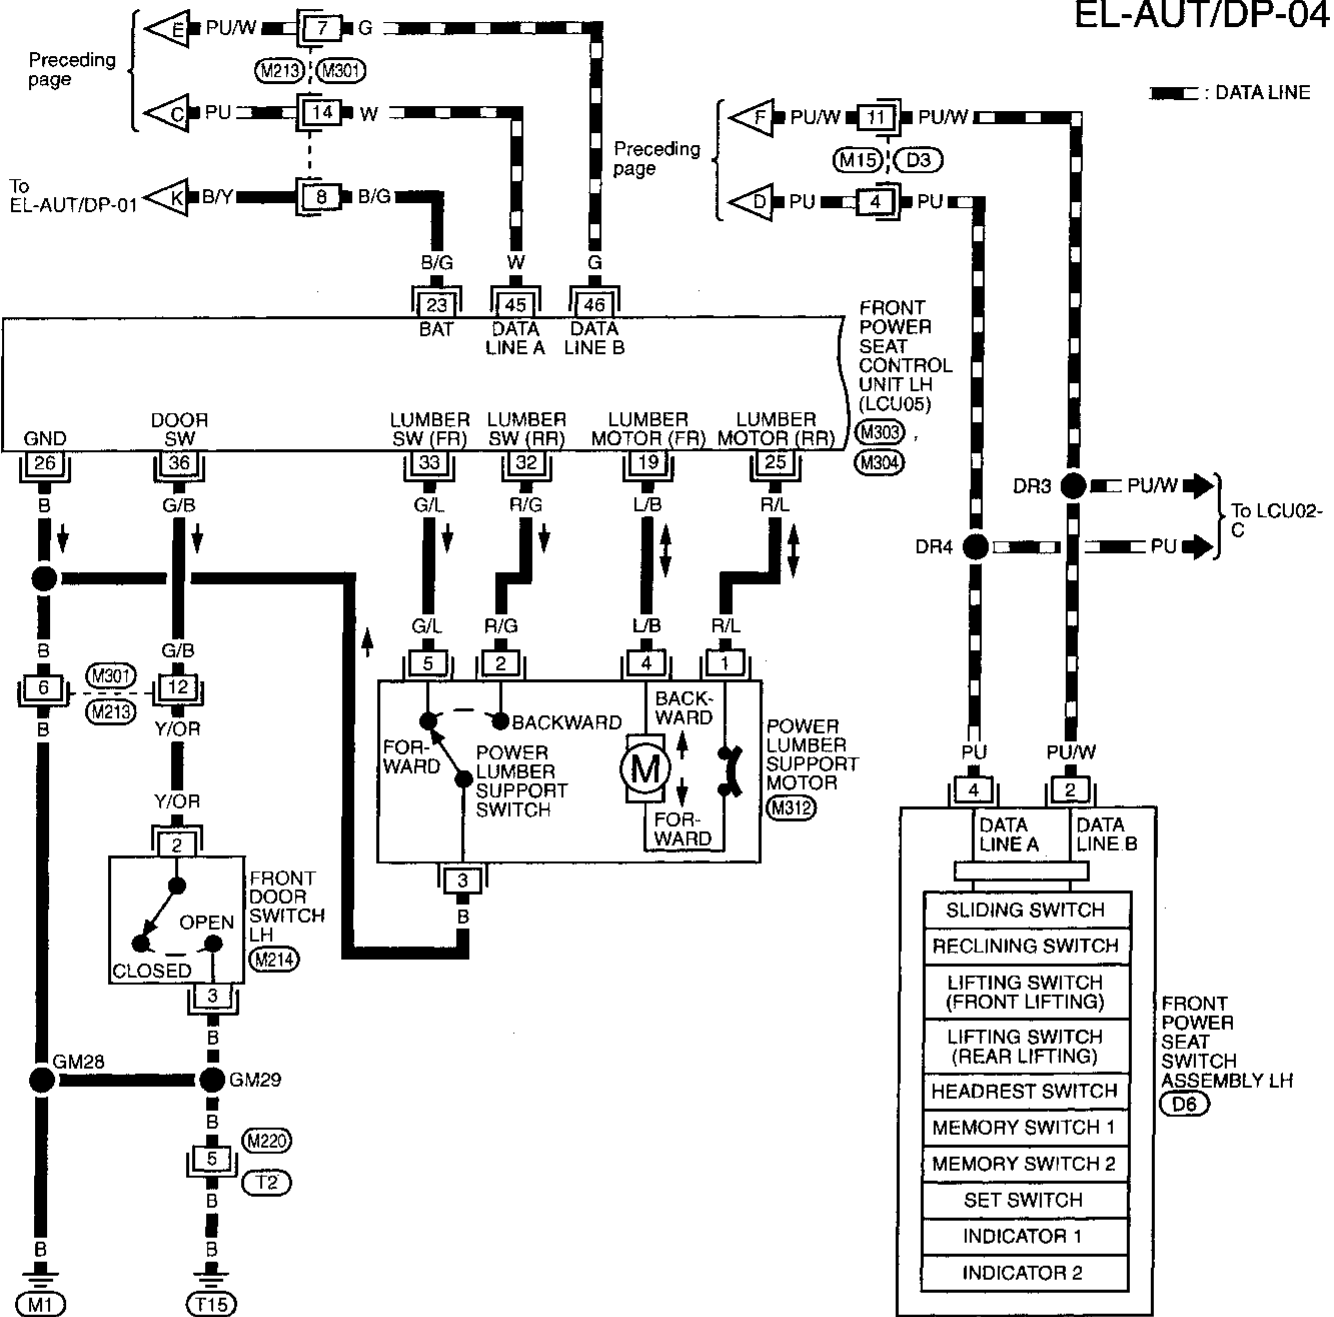 EL-AUT/DP-04
: DATA LINE
Preceding
page
E PU/W 7 G
M213 M301
C PU 14 W
To
EL-AUT/DP-01
K B/Y 8 B/G
Preceding
page
F PU/W 11 PU/W
M15 D3
D PU 4 PU
B/G W G
23 45 46
BAT DATA LINE A DATA LINE B
FRONT
POWER
SEAT
CONTROL
UNIT LH
(LCU05)
M303 ,
M304
GND
DOOR
SW
LUMBER
SW (FR)
LUMBER
SW (RR)
LUMBER
MOTOR (FR)
LUMBER
MOTOR (RR)
26 36 33 32 19 25
B G/B G/L R/G L/B R/L
DR3 PU/W
DR4 PU
To LCU02-
C
G/L R/G L/B R/L
5 2 4 1
B G/B
6 12
M301
M213
B Y/OR
Y/OR
2
BACKWARD
FOR-
WARD
POWER
LUMBER
SUPPORT
SWITCH
BACK-
WARD
M
FOR-
WARD
POWER
LUMBER
SUPPORT
MOTOR
M312
3
B
FRONT
DOOR
SWITCH
LH
M214
OPEN
CLOSED
3
B
GM28
GM29
B
M220
5
T2
B
B B
M1 T15
PU PU/W
4 2
DATA
LINE A
DATA
LINE B
SLIDING SWITCH
RECLINING SWITCH
LIFTING SWITCH
(FRONT LIFTING)
LIFTING SWITCH
(REAR LIFTING)
HEADREST SWITCH
MEMORY SWITCH 1
MEMORY SWITCH 2
SET SWITCH
INDICATOR 1
INDICATOR 2
FRONT
POWER
SEAT
SWITCH
ASSEMBLY LH
D6